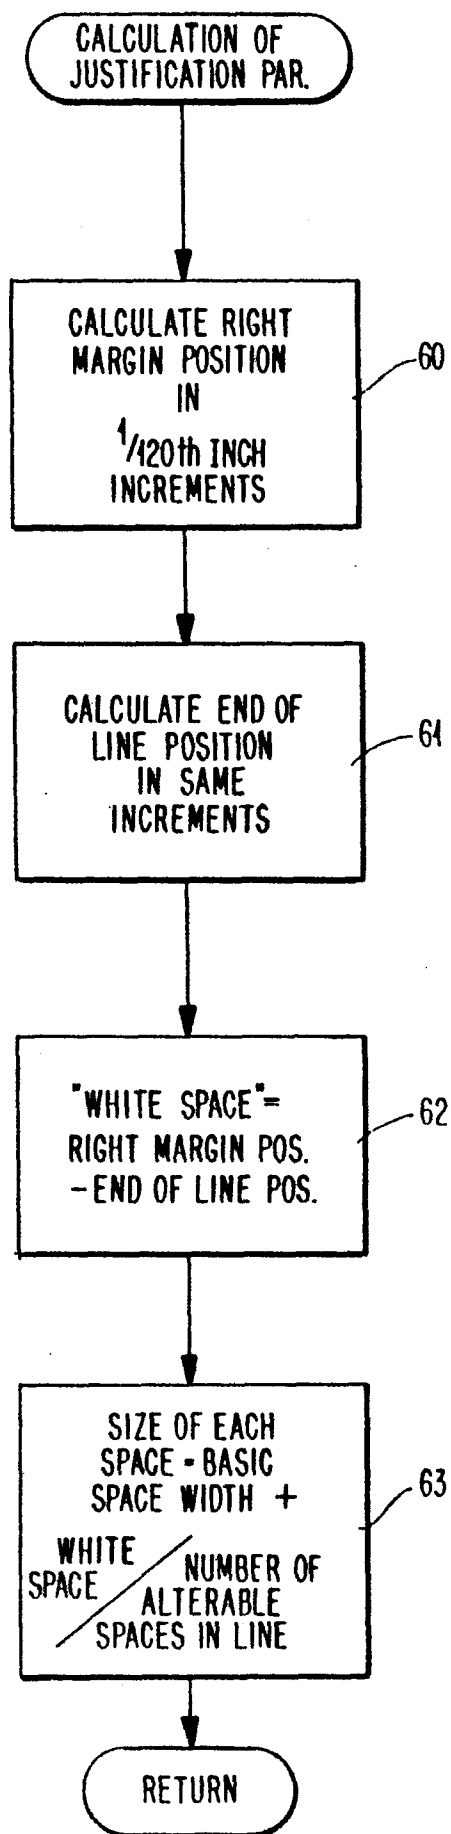 CALCULATION OF
JUSTIFICATION PAR.
CALCULATE RIGHT
MARGIN POSITION
IN
1/120th INCH
INCREMENTS
60
CALCULATE END OF
LINE POSITION
IN SAME
INCREMENTS
61
"WHITE SPACE"=
RIGHT MARGIN POS.
-END OF LINE POS.
62
SIZE OF EACH
SPACE = BASIC
SPACE WIDTH +
WHITE
SPACE / NUMBER OF
ALTERABLE
SPACES IN LINE
63
RETURN